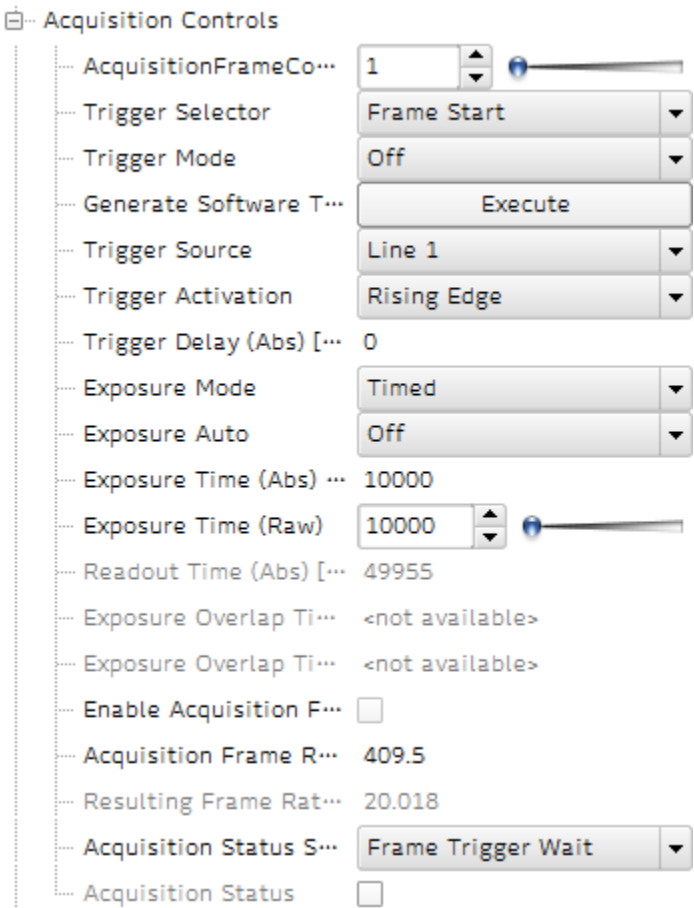 Acquisition Controls
AcquisitionFrameCo··· 1
Trigger Selector Frame Start
Trigger Mode Off
Generate Software T··· Execute
Trigger Source Line 1
Trigger Activation Rising Edge
Trigger Delay (Abs) [··· 0
Exposure Mode Timed
Exposure Auto Off
Exposure Time (Abs) ··· 10000
Exposure Time (Raw) 10000
Readout Time (Abs) [··· 49955
Exposure Overlap Ti··· <not available>
Exposure Overlap Ti··· <not available>
Enable Acquisition F···
Acquisition Frame R··· 409.5
Resulting Frame Rat··· 20.018
Acquisition Status S··· Frame Trigger Wait
Acquisition Status